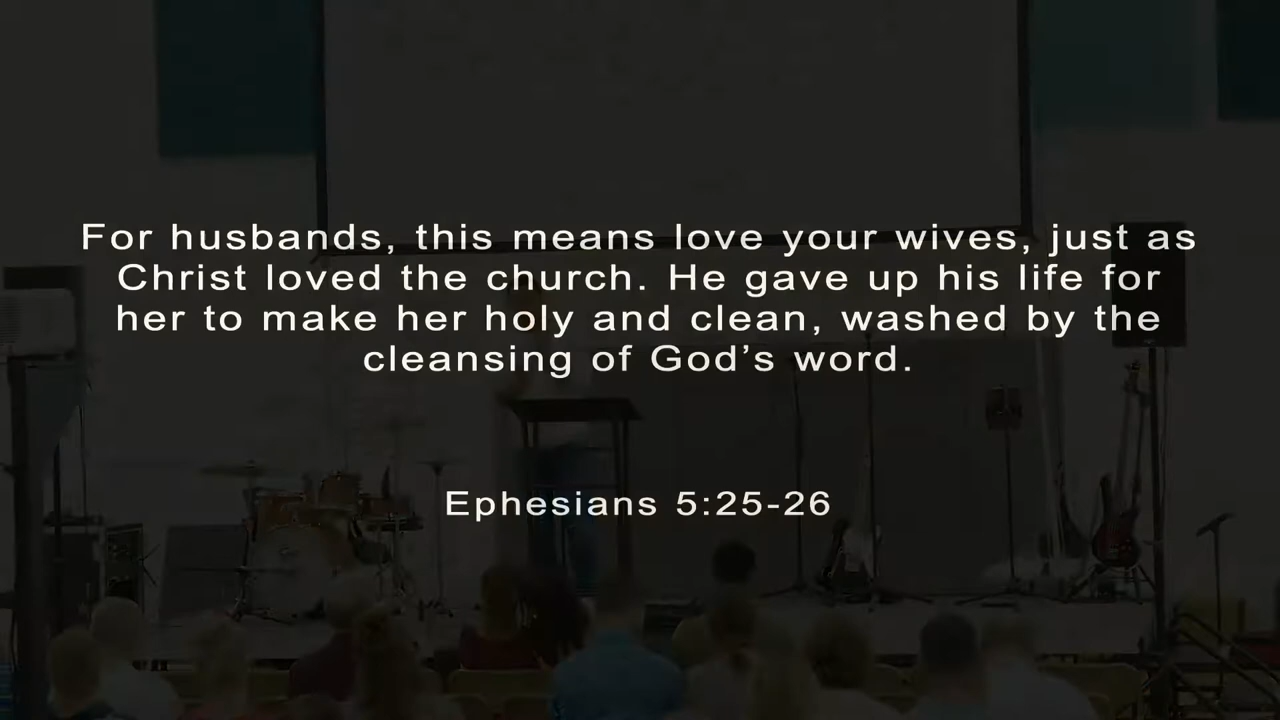 For husbands, this means love your wives, just as
Christ loved the church. He gave up his life for
her to make her holy and clean, washed by the
cleansing of God’s word.
Ephesians 5:25-26